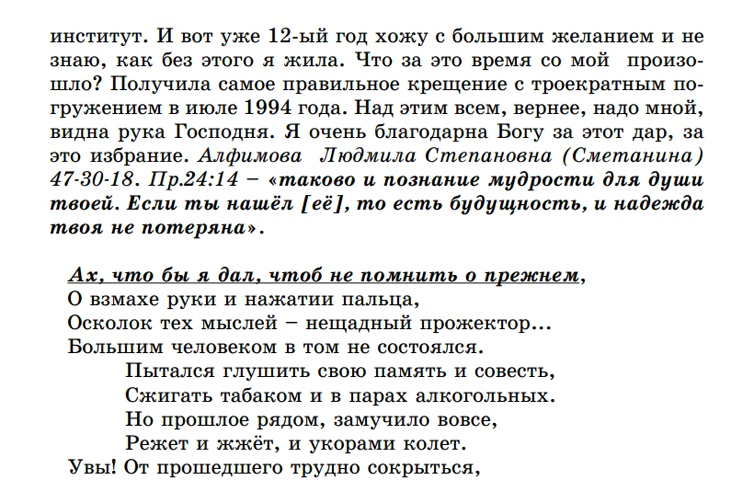 институт. И вот уже 12-ый год хожу с большим желанием и не
знаю, как без этого я жила. Что за это время со мой произо-
шло? Получила самое правильное крещение с троекратным по-
гружением в июле 1994 года. Над этим всем, вернее, надо мной,
видна рука Господня. Я очень благодарна Богу за этот дар, за
это избрание. Алфимова Людмила Степановна (Сметанина)
47-30-18. Пр.24:14 – «таково и познание мудрости для души
твоей. Если ты нашёл [её], то есть будущность, и надежда
твоя не потеряна».
Ах, что бы я дал, чтоб не помнить о прежнем,
О взмахе руки и нажатии пальца,
Осколок тех мыслей – нещадный прожектор...
Большим человеком в том не состоялся.
Пытался глушить свою память и совесть,
Сжигать табаком и в парах алкогольных.
Но прошлое рядом, замучило вовсе,
Режет и жжёт, и укорами колет.
Увы! От прошедшего трудно сокрыться,